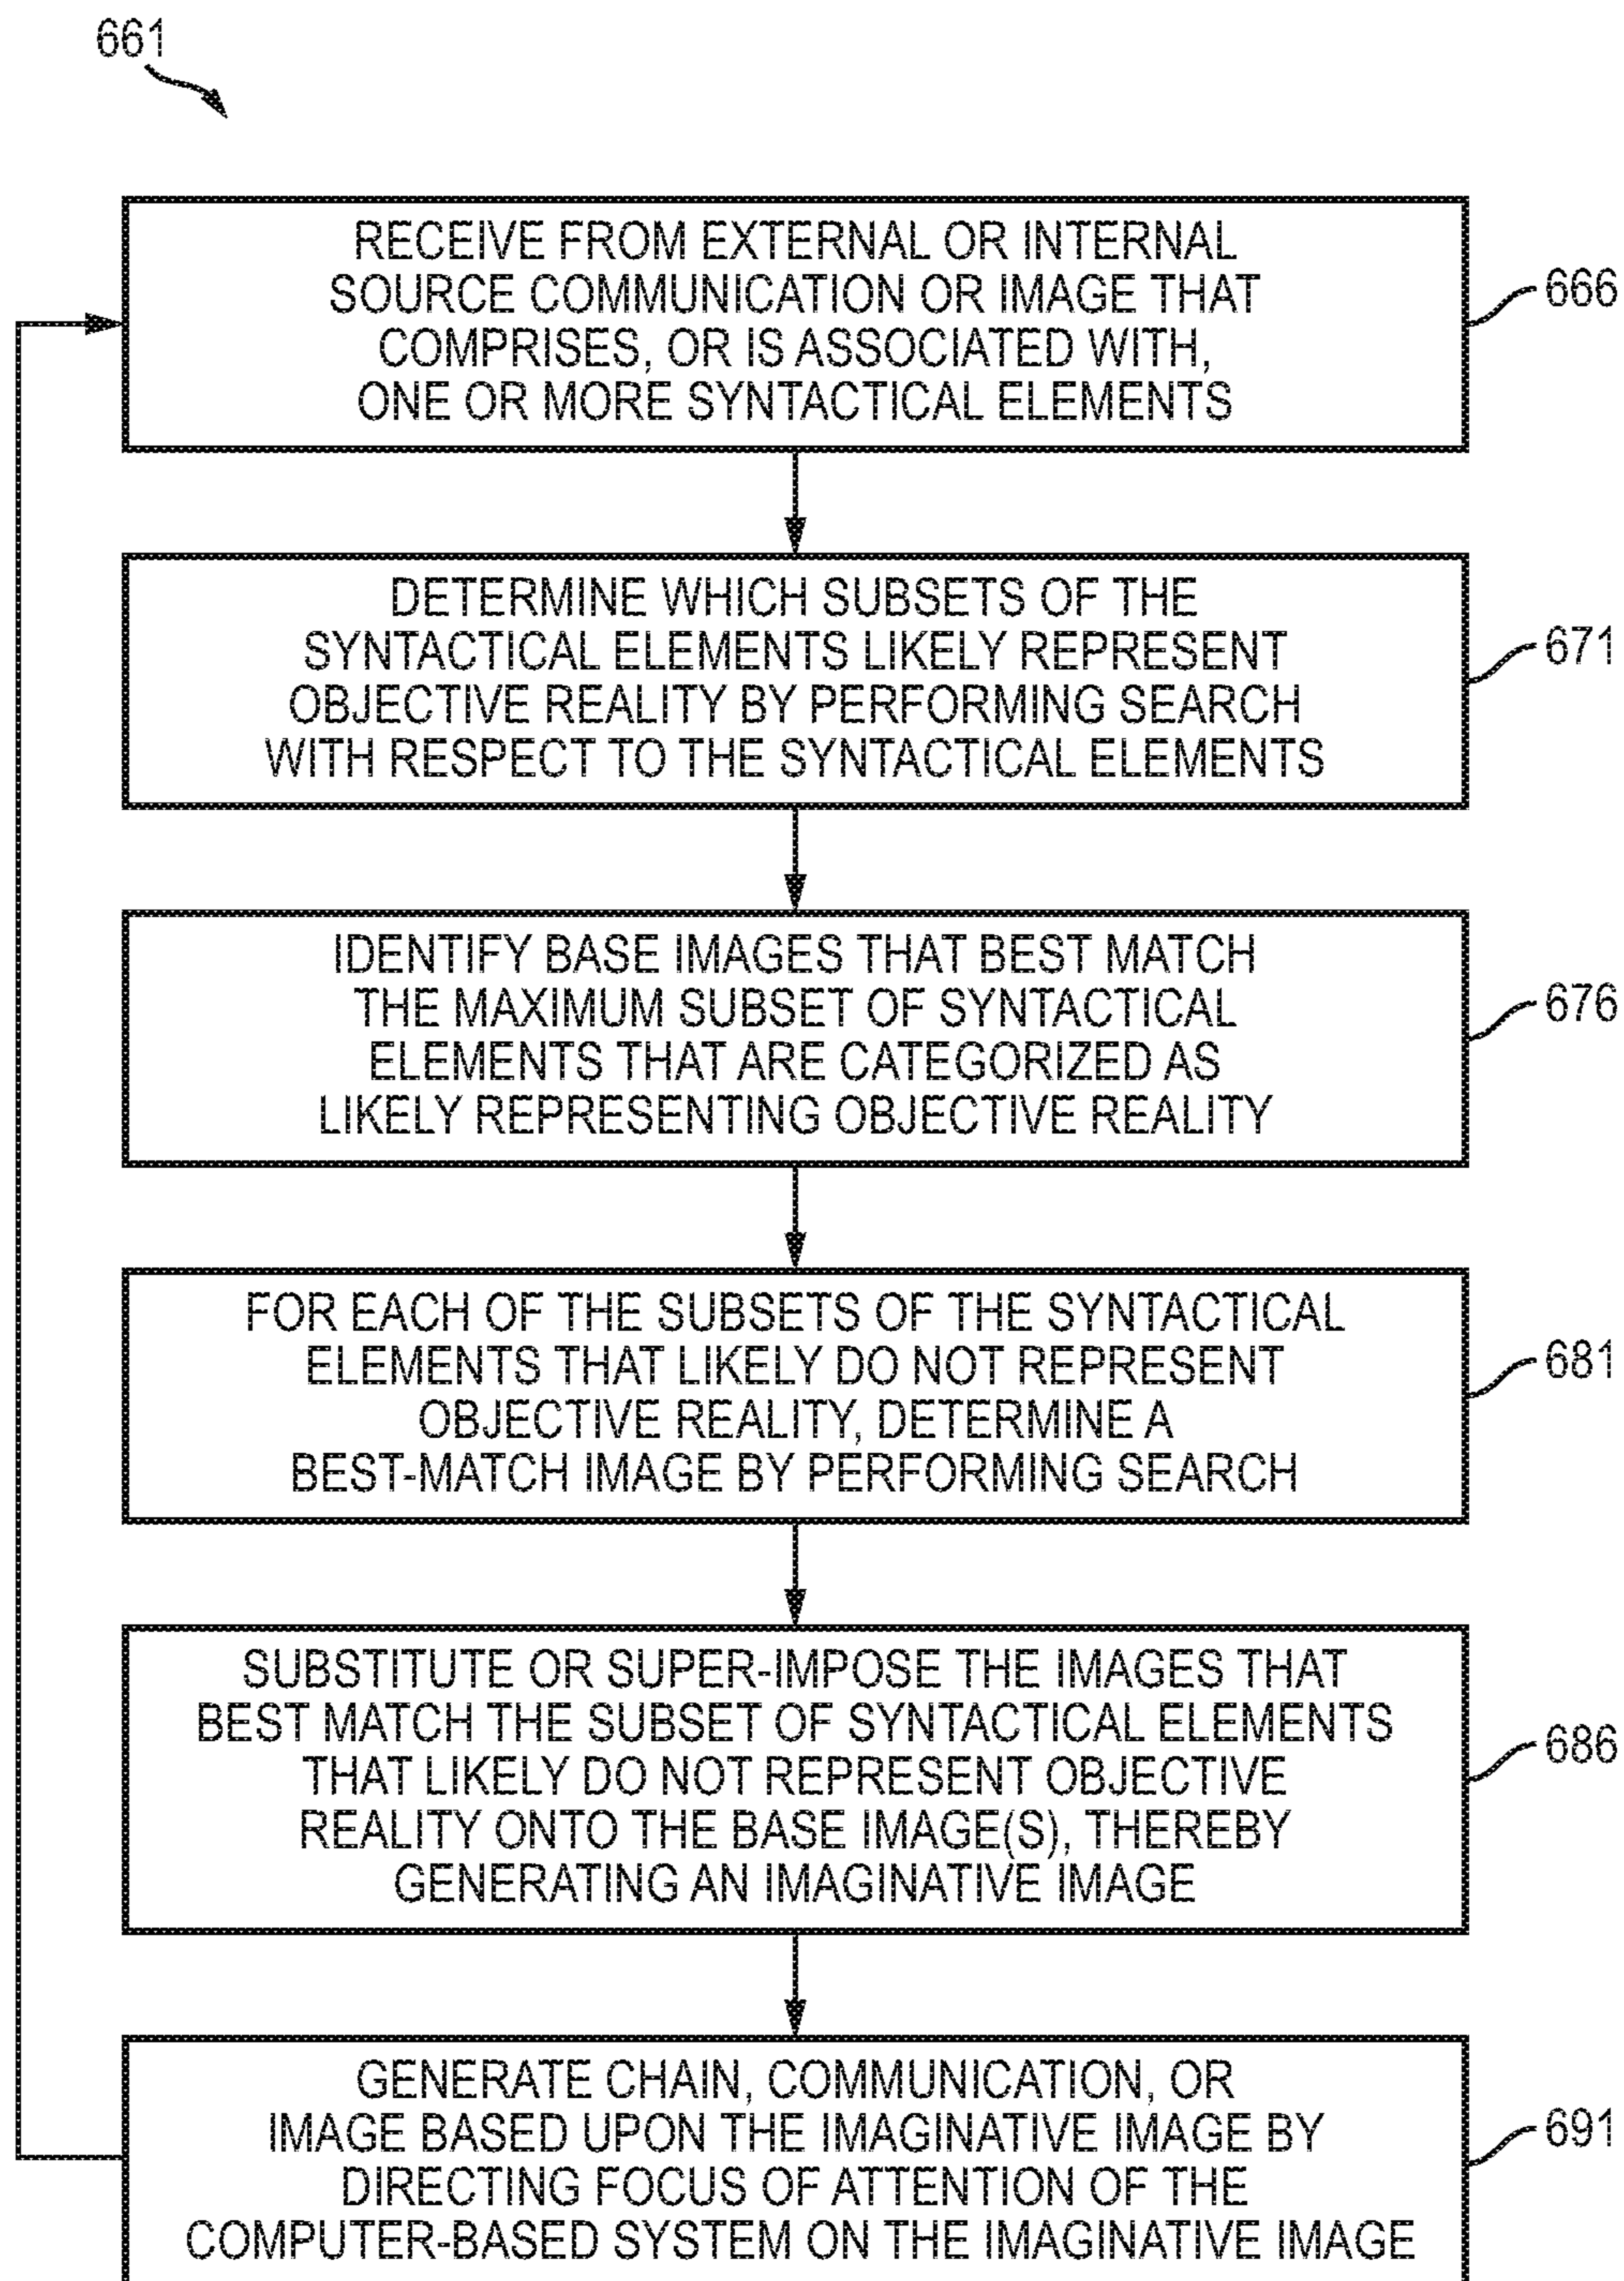 661
RECEIVE FROM EXTERNAL OR INTERNAL
SOURCE COMMUNICATION OR IMAGE THAT
COMPRISES, OR IS ASSOCIATED WITH,
ONE OR MORE SYNTACTICAL ELEMENTS
666
DETERMINE WHICH SUBSETS OF THE
SYNTACTICAL ELEMENTS LIKELY REPRESENT
OBJECTIVE REALITY BY PERFORMING SEARCH
WITH RESPECT TO THE SYNTACTICAL ELEMENTS
671
IDENTIFY BASE IMAGES THAT BEST MATCH
THE MAXIMUM SUBSET OF SYNTACTICAL
ELEMENTS THAT ARE CATEGORIZED AS
LIKELY REPRESENTING OBJECTIVE REALITY
676
FOR EACH OF THE SUBSETS OF THE SYNTACTICAL
ELEMENTS THAT LIKELY DO NOT REPRESENT
OBJECTIVE REALITY, DETERMINE A
BEST-MATCH IMAGE BY PERFORMING SEARCH
681
SUBSTITUTE OR SUPER-IMPOSE THE IMAGES THAT
BEST MATCH THE SUBSET OF SYNTACTICAL ELEMENTS
THAT LIKELY DO NOT REPRESENT OBJECTIVE
REALITY ONTO THE BASE IMAGE(S), THEREBY
GENERATING AN IMAGINATIVE IMAGE
686
GENERATE CHAIN, COMMUNICATION, OR
IMAGE BASED UPON THE IMAGINATIVE IMAGE BY
DIRECTING FOCUS OF ATTENTION OF THE
COMPUTER-BASED SYSTEM ON THE IMAGINATIVE IMAGE
691